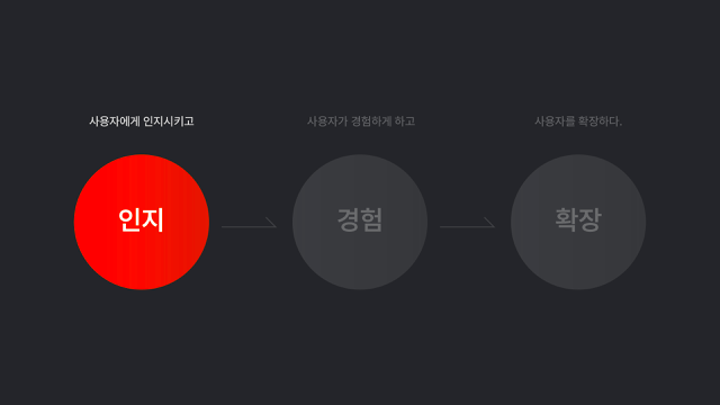 사용자에게 인지시키고
사용자가 경험하게 하고
사용자를 확장하다.
인지
경험
확장